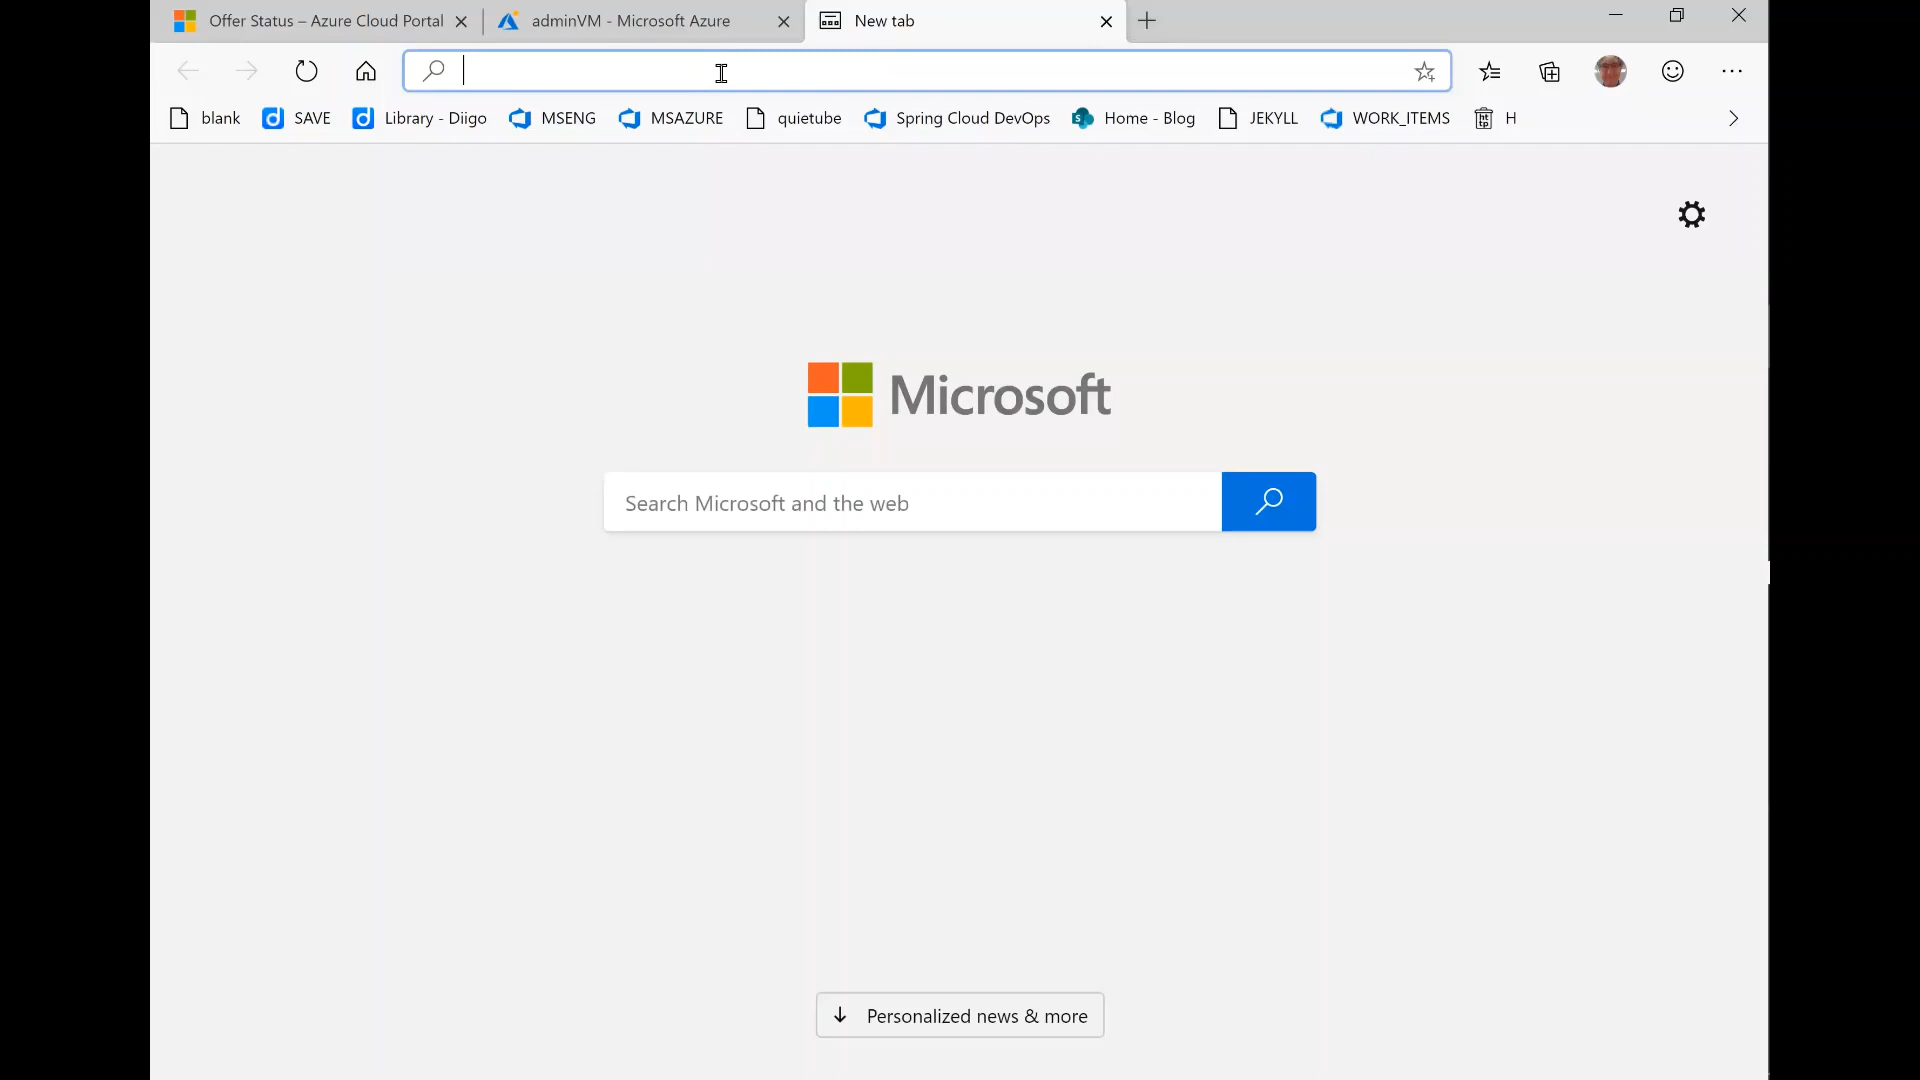 Offer Status – Azure Cloud Portal
adminVM - Microsoft Azure
New tab
blank
SAVE
Library - Diigo
MSENG
MSAZURE
quietube
Spring Cloud DevOps
Home - Blog
JEKYLL
WORK_ITEMS
H
Microsoft
Search Microsoft and the web
Personalized news & more